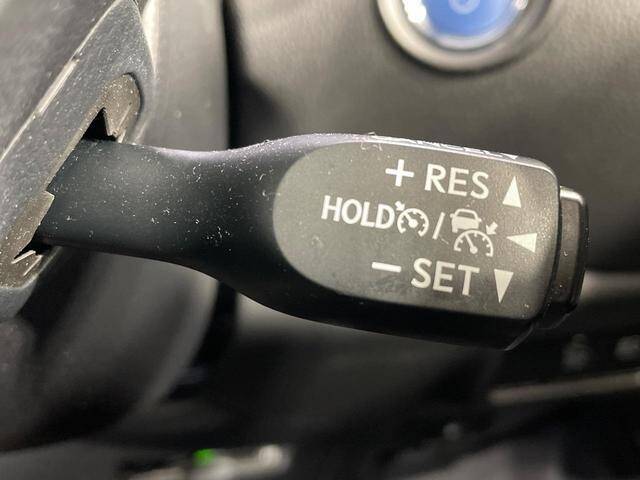 + RES ▲
HOLD / ◀
− SET ▼